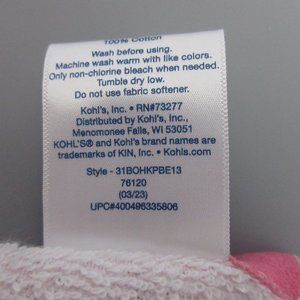 100% Cotton
Wash before using.
Machine wash warm with like colors.
Only non-chlorine bleach when needed.
Tumble dry low.
Do not use fabric softener.
Kohl's, Inc. • RN#73277
Distributed by Kohl's, Inc.
Menomonee Falls, WI 53051
KOHL'S® and Kohl's brand names are
trademarks of KIN, Inc. • Kohls.com
Style - 31BOHKPBE13
76120
(03/23)
UPC#400496335806